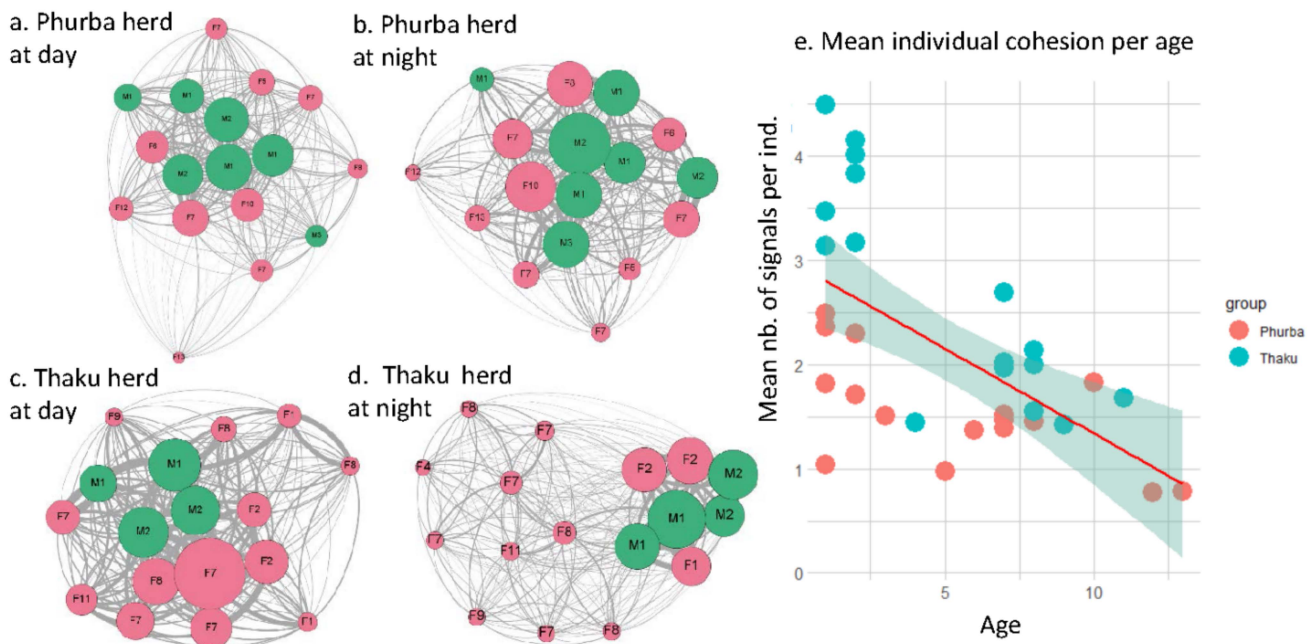 a. Phurba herd
at day
F7
M1
M1
F7
M2
F6
M2
M1
M1
F12
F7
F10
F7
F13
b. Phurba herd
at night
M1
M1
F7
M2
F6
M1
F12
F10
M1
M2
F13
F7
M3
F7
F6
F7
c. Thaku herd
at day
F9
F8
F1
M1
F8
M1
M2
F2
F7
M2
F2
F8
F7
F11
F7
F7
F1
d. Thaku herd
at night
F8
F7
F2
F2
M2
F4
F7
M1
M2
F7
F11
F8
M1
F1
F9
F7
F8
e. Mean individual cohesion per age
Mean nb. of signals per ind.
4
3
2
1
0
5
10
Age
group
Phurba
Thaku